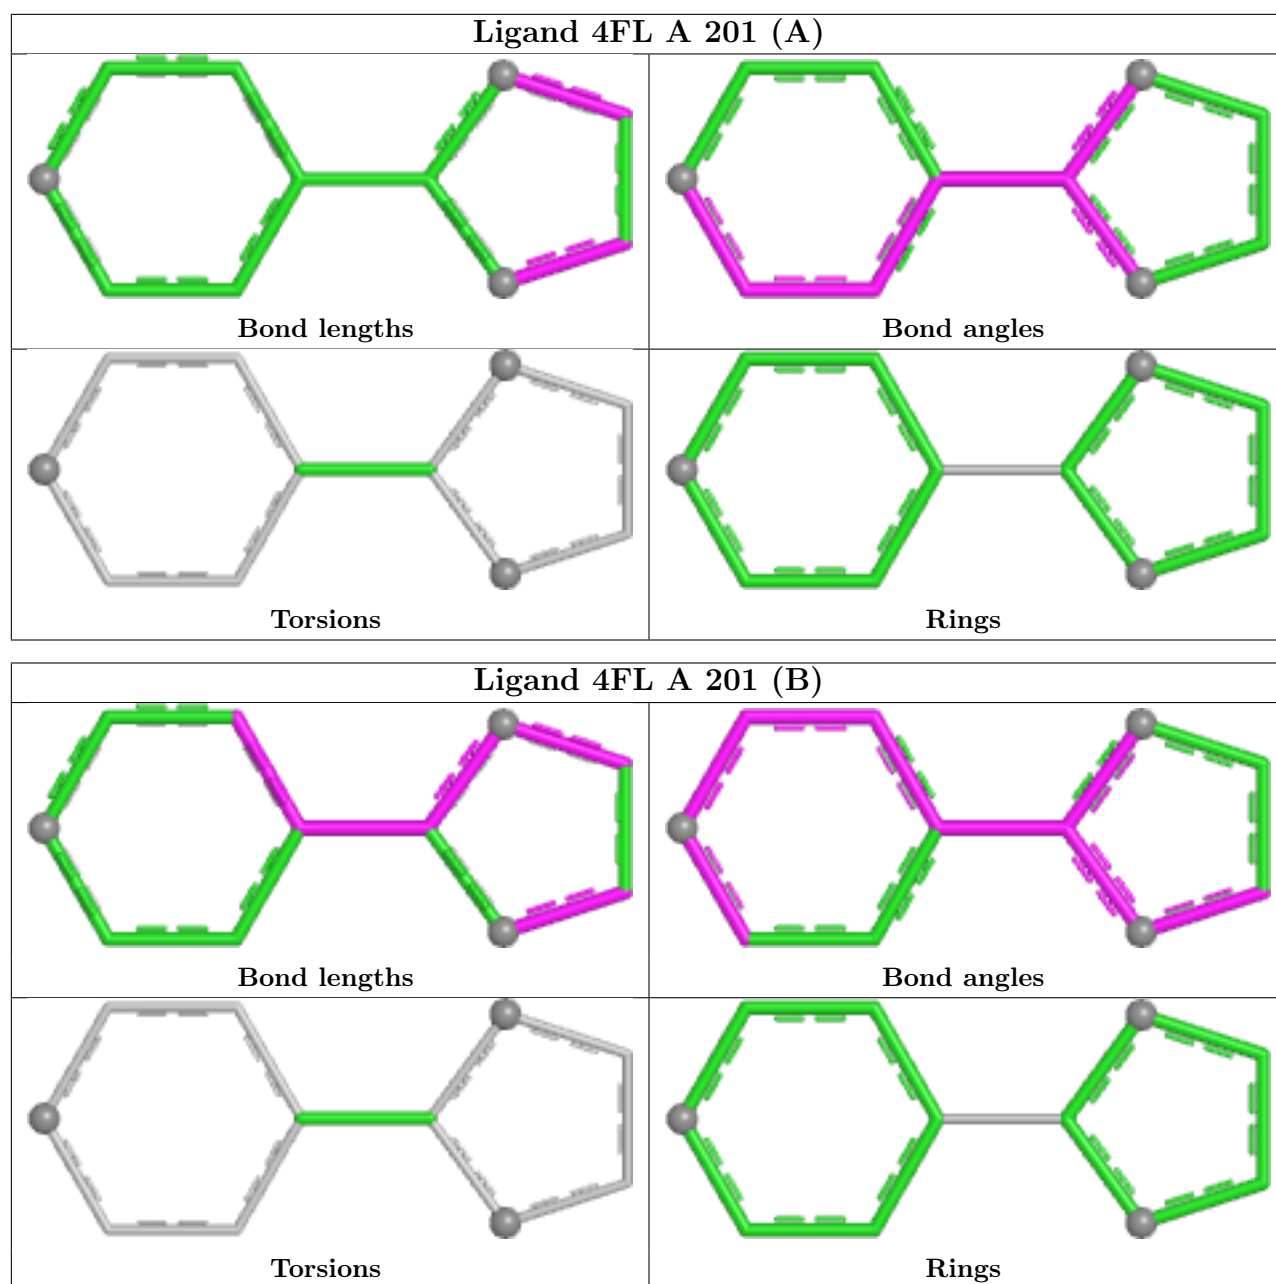 Ligand 4FL A 201 (A)
Bond lengths
Bond angles
Torsions
Rings
Ligand 4FL A 201 (B)
Bond lengths
Bond angles
Torsions
Rings